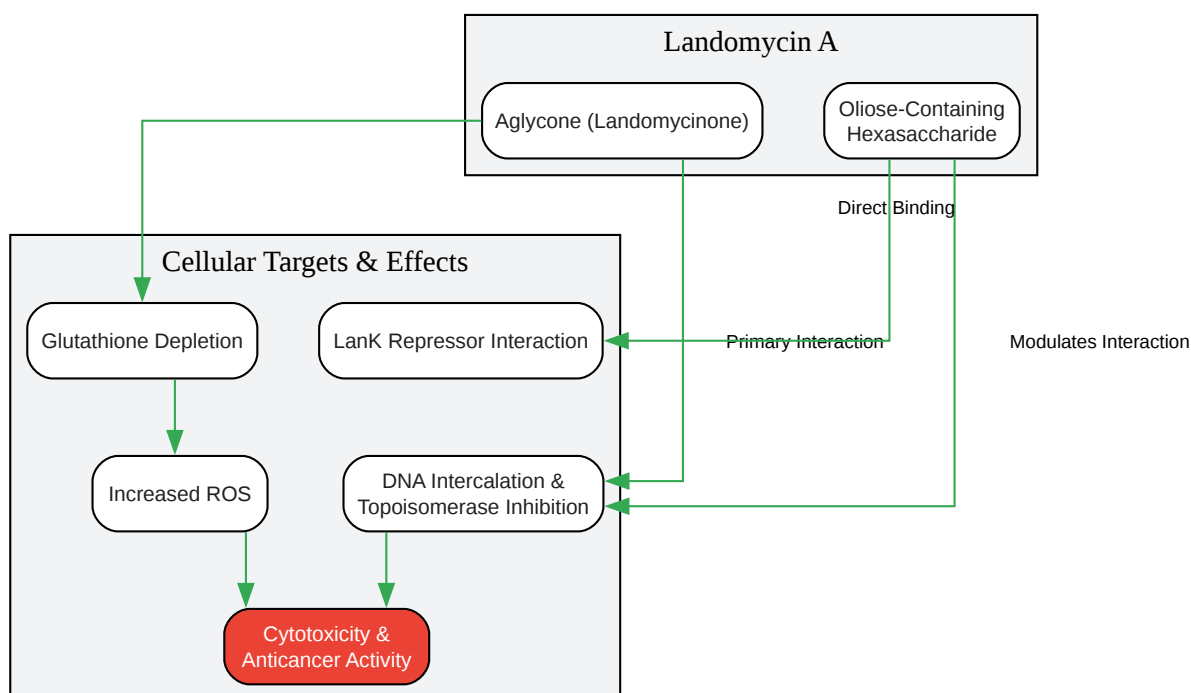 Landomycin A
Aglycone (Landomycinone)
Oliose-Containing
Hexasaccharide
Direct Binding
Cellular Targets & Effects
Glutathione Depletion
LanK Repressor Interaction
Primary Interaction
Modulates Interaction
Increased ROS
DNA Intercalation &
Topoisomerase Inhibition
Cytotoxicity &
Anticancer Activity